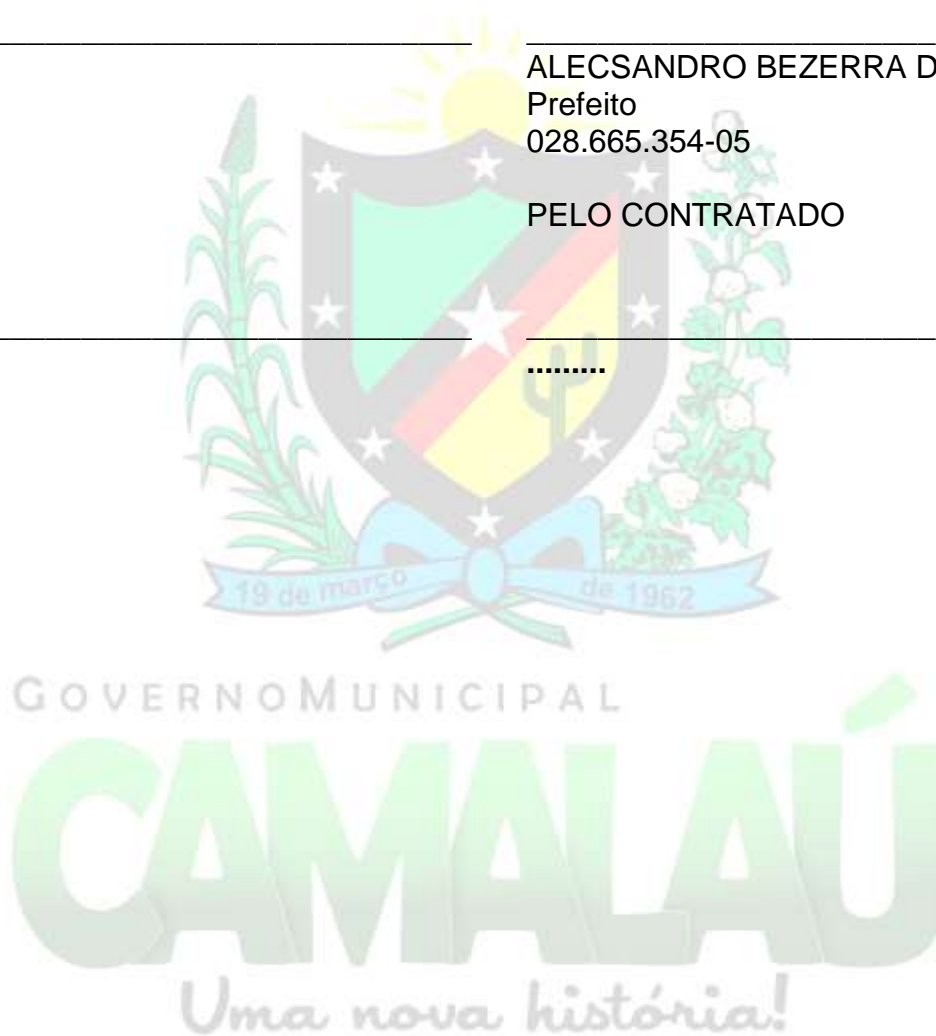 ALECSANDRO BEZERRA D
Prefeito
028.665.354-05
PELO CONTRATADO
.........
19 de março de 1962
GOVERNO MUNICIPAL
CAMALAÚ
Uma nova história!